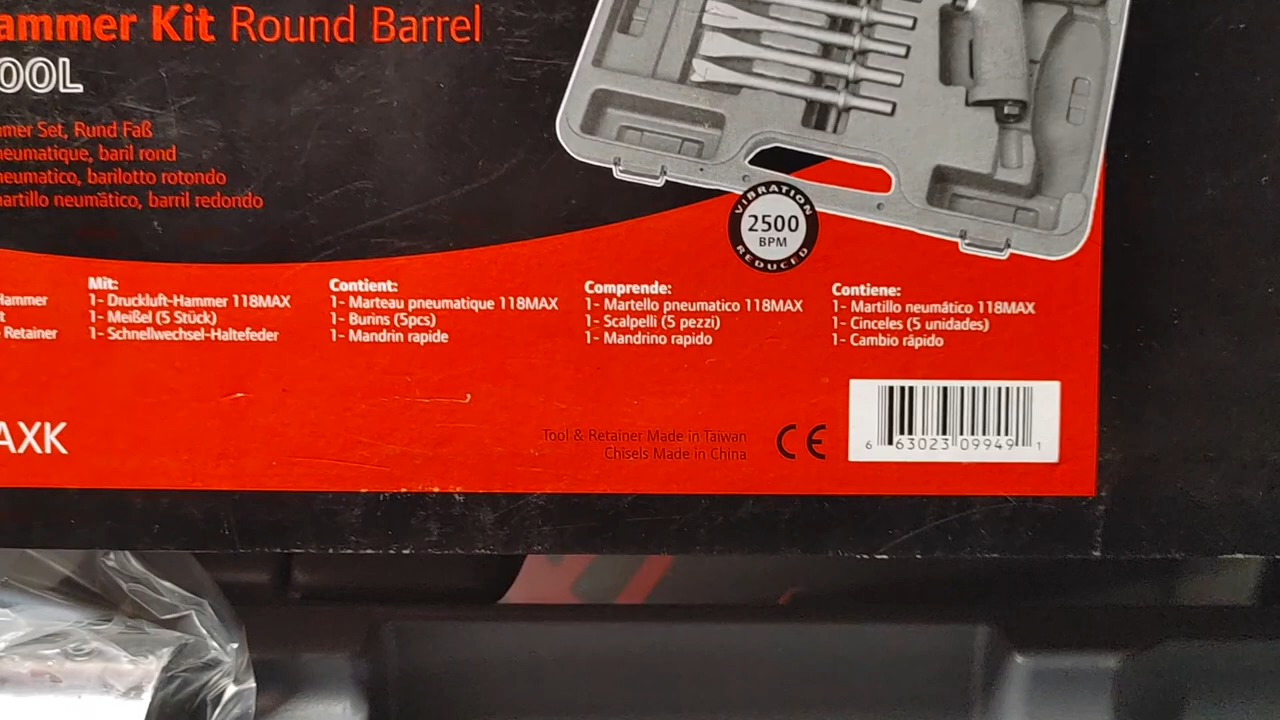 ammer Kit Round Barrel
OOL
mer Set, Rund Faß
neumatique, baril rond
neumatico, barilotto rotondo
martillo neumático, barril redondo
VIBRATION
2500
BPM
REDUCED
Hammer
t
Retainer
Mit:
1- Druckluft-Hammer 118MAX
1- Meißel (5 Stück)
1- Schnellwechsel-Haltefeder
Contient:
1- Marteau pneumatique 118MAX
1- Burins (5pcs)
1- Mandrin rapide
Comprende:
1- Martello pneumatico 118MAX
1- Scalpelli (5 pezzi)
1- Mandrino rapido
Contiene:
1- Martillo neumático 118MAX
1- Cinceles (5 unidades)
1- Cambio rápido
AXK
Tool & Retainer Made in Taiwan
Chisels Made in China
CE
6 63023 09949 1